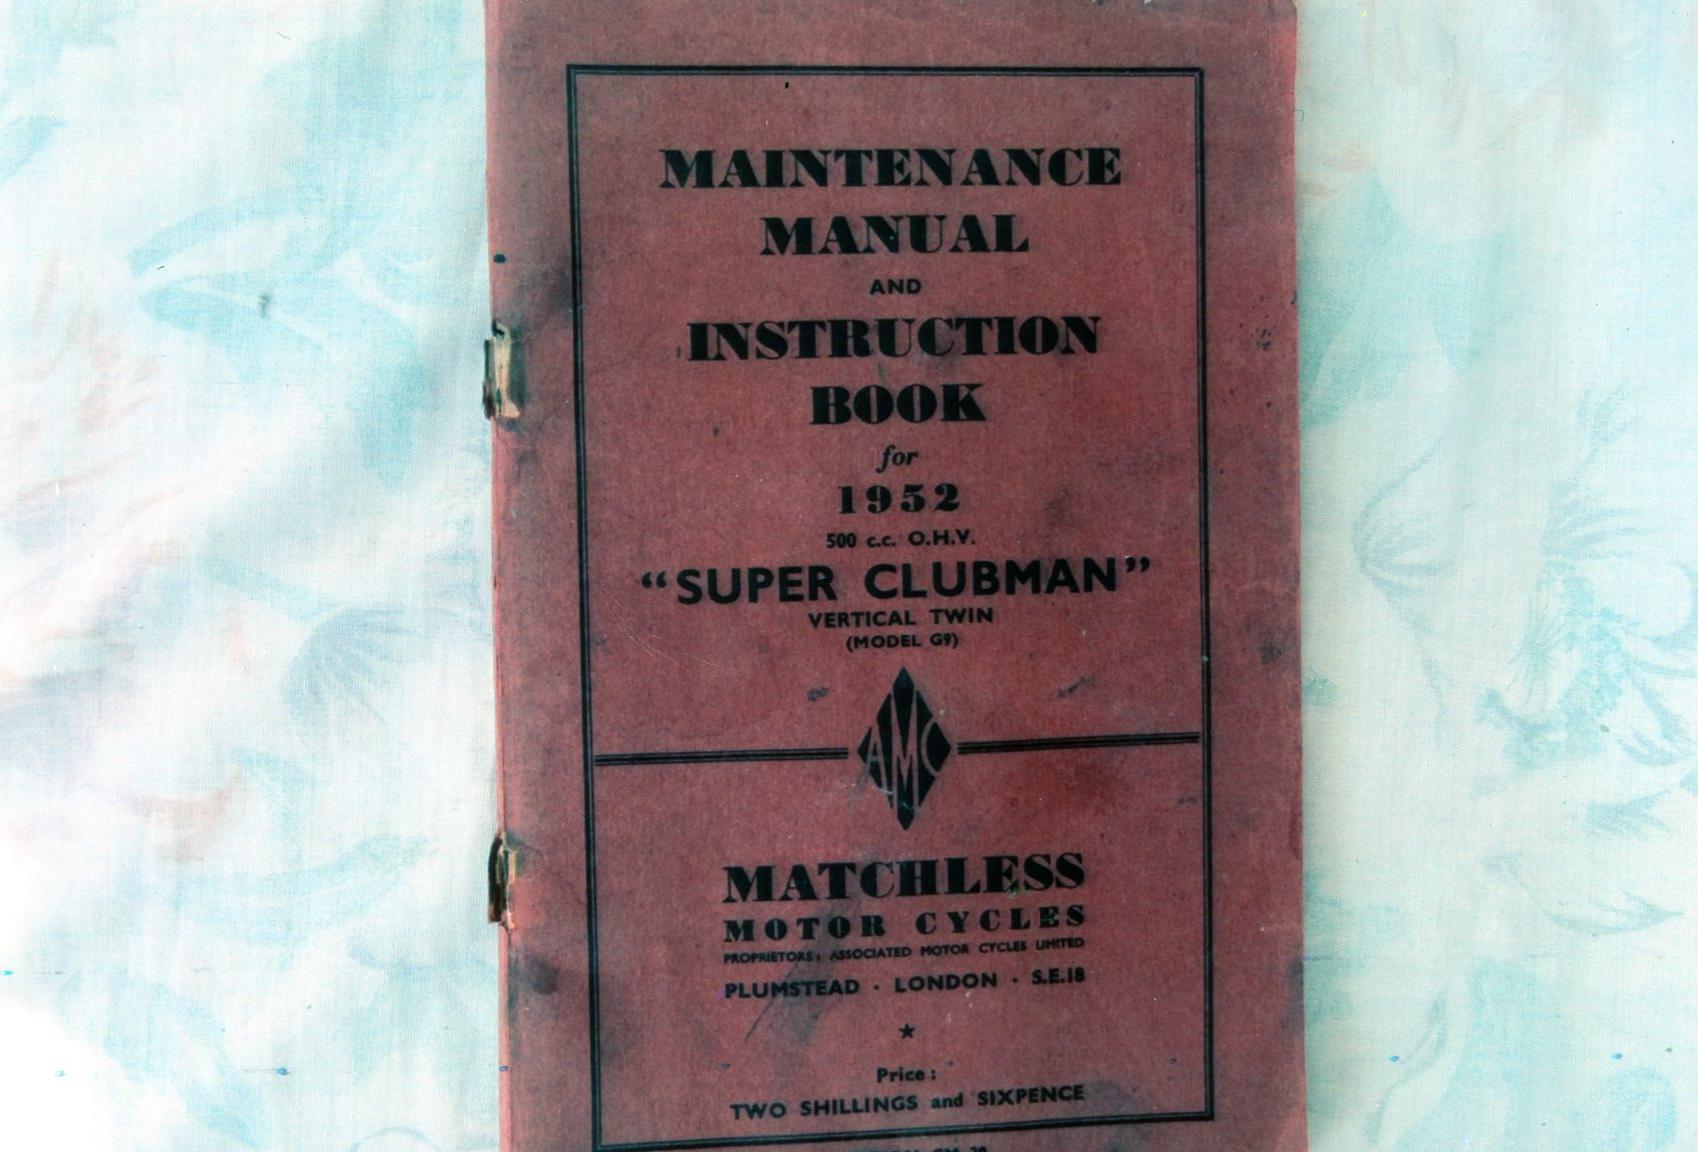 MAINTENANCE
MANUAL
AND
INSTRUCTION
BOOK
for
1952
500 c.c. O.H.V.
“SUPER CLUBMAN”
VERTICAL TWIN
(MODEL G9)
AMC
MATCHLESS
MOTOR CYCLES
PROPRIETORS: ASSOCIATED MOTOR CYCLES LIMITED
PLUMSTEAD · LONDON · S.E.18
★
Price:
TWO SHILLINGS and SIXPENCE